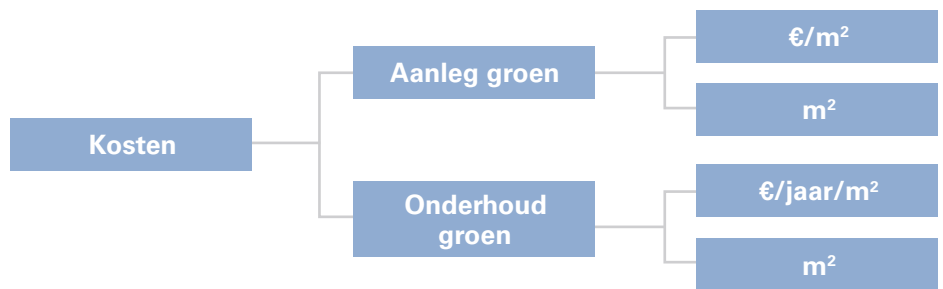 Kosten
Aanleg groen
€/m²
m²
Onderhoud
groen
€/jaar/m²
m²